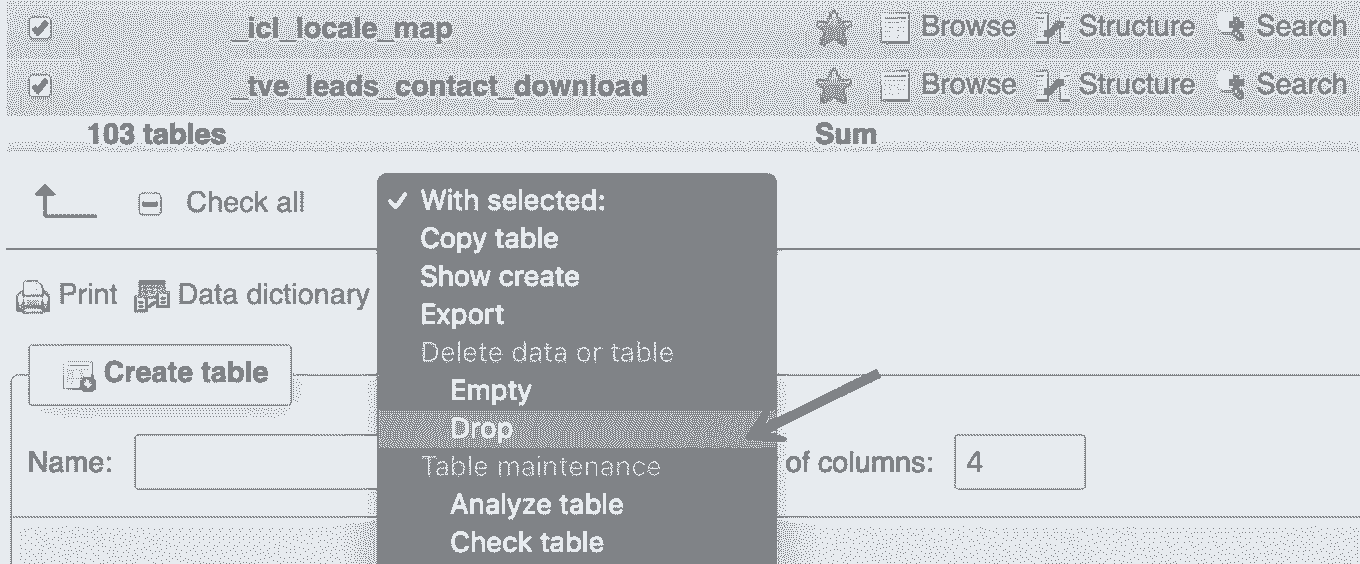 _icl_locale_map Browse Structure Search
_tve_leads_contact_download Browse Structure Search
103 tables Sum
Check all
With selected:
Copy table
Show create
Export
Print Data dictionary
Delete data or table
Create table
Empty
Drop
Name: of columns: 4
Table maintenance
Analyze table
Check table